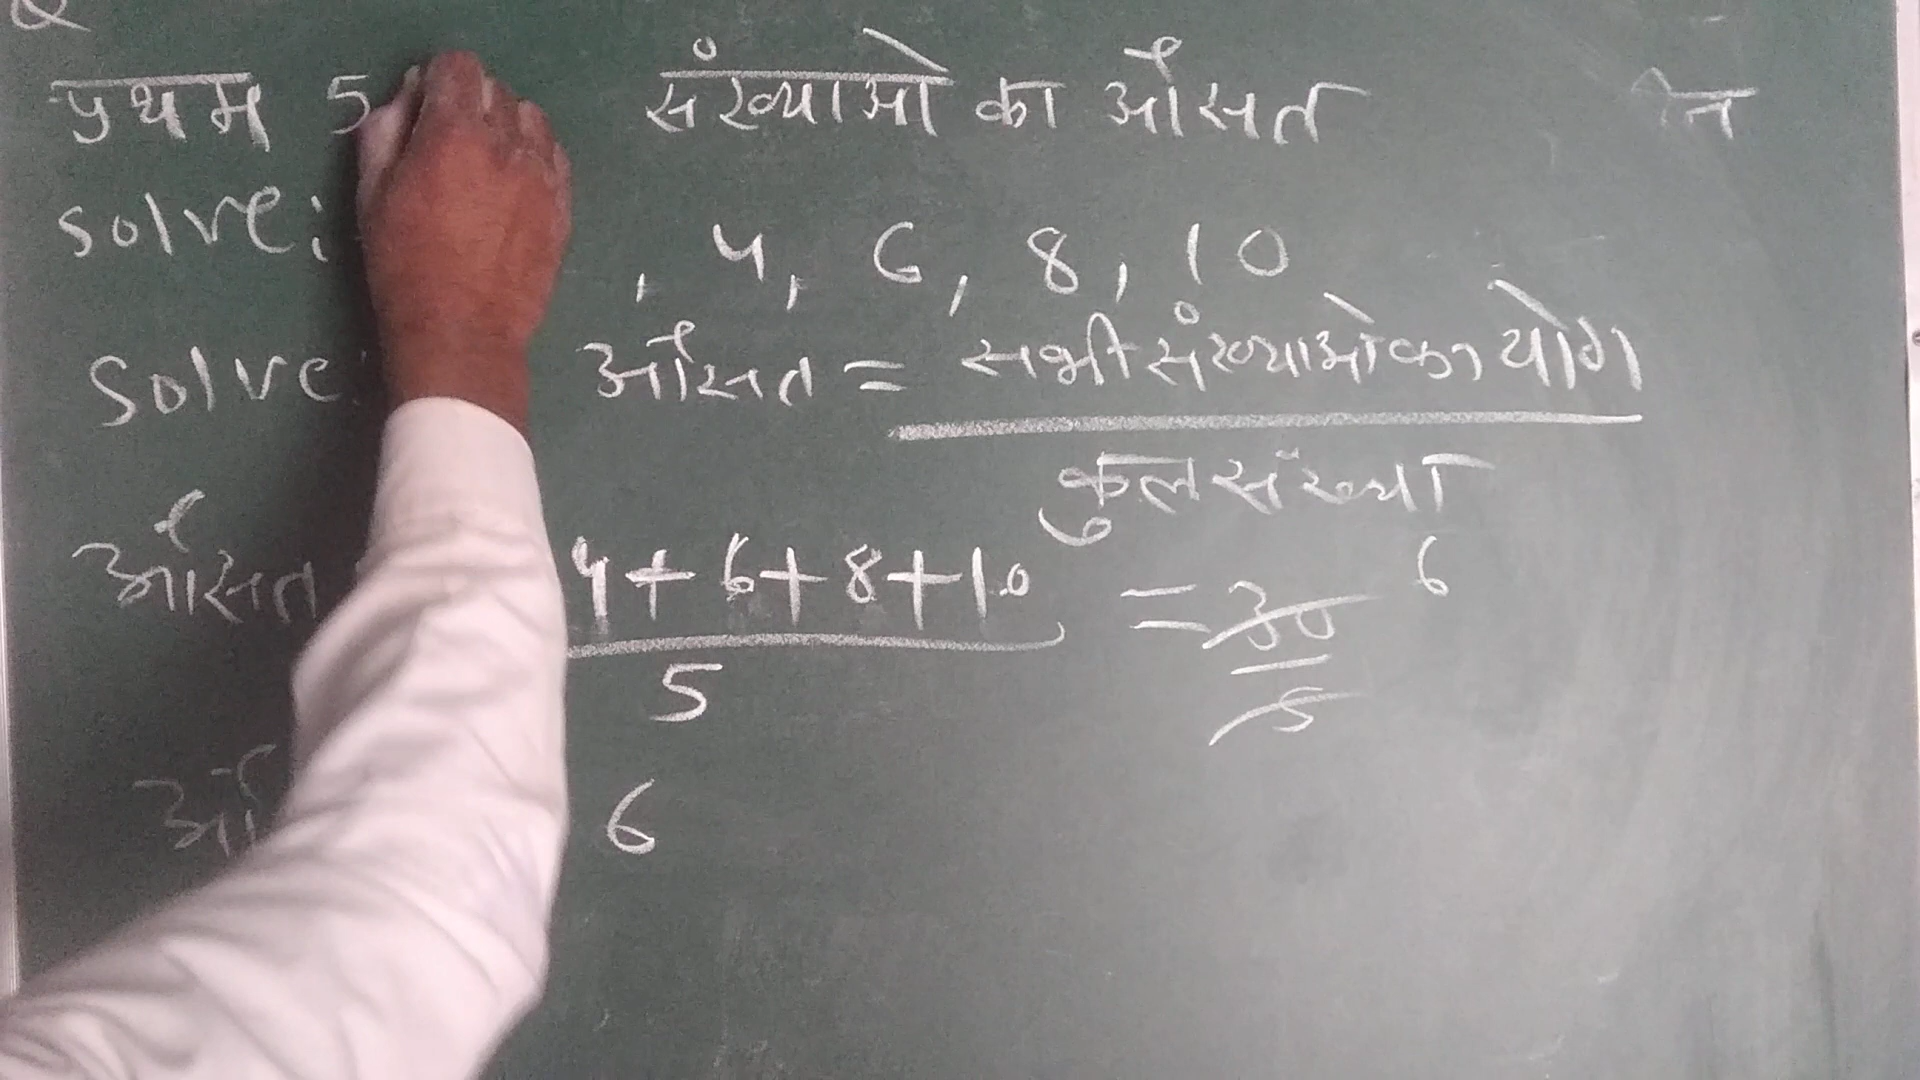 प्रथम 5 संख्याओ का औसत
solve:
, 4, 6, 8, 10
solve: औसत = सभी संख्याओ का योग
कुल संख्या
औसत 4+6+8+10 = 30 6
5 5
6